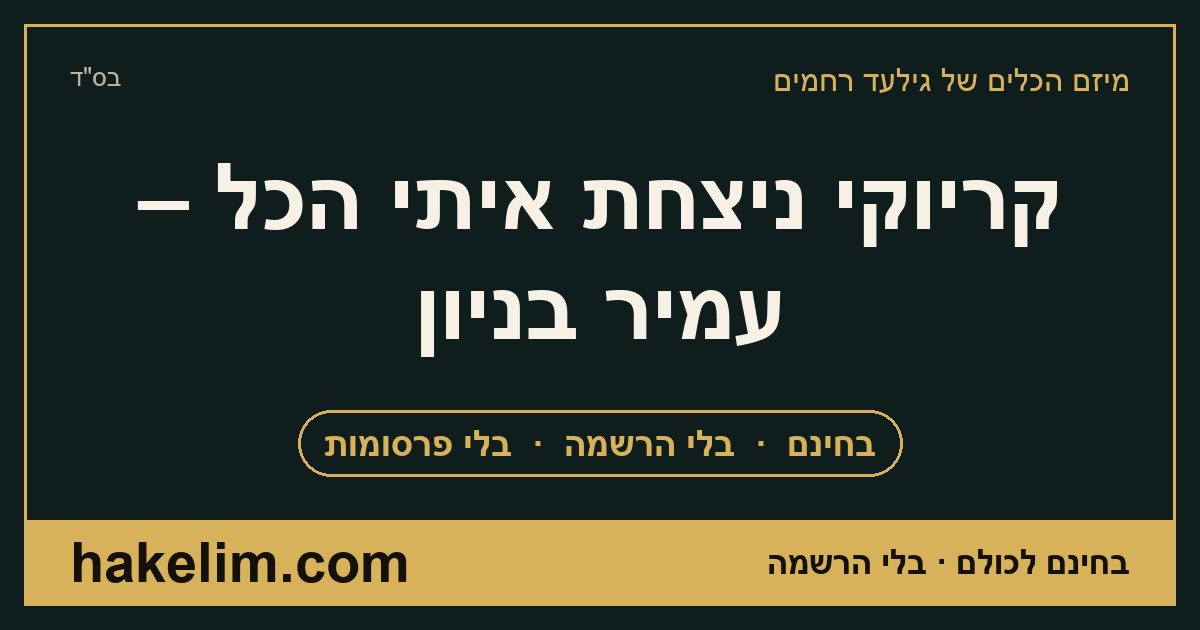 מיזם הכלים של גילעד רחמים
בס"ד
קריוקי ניצחת איתי הכל –
עמיר בניון
בחינם · בלי הרשמה · בלי פרסומות
בחינם לכולם · בלי הרשמה
hakelim.com